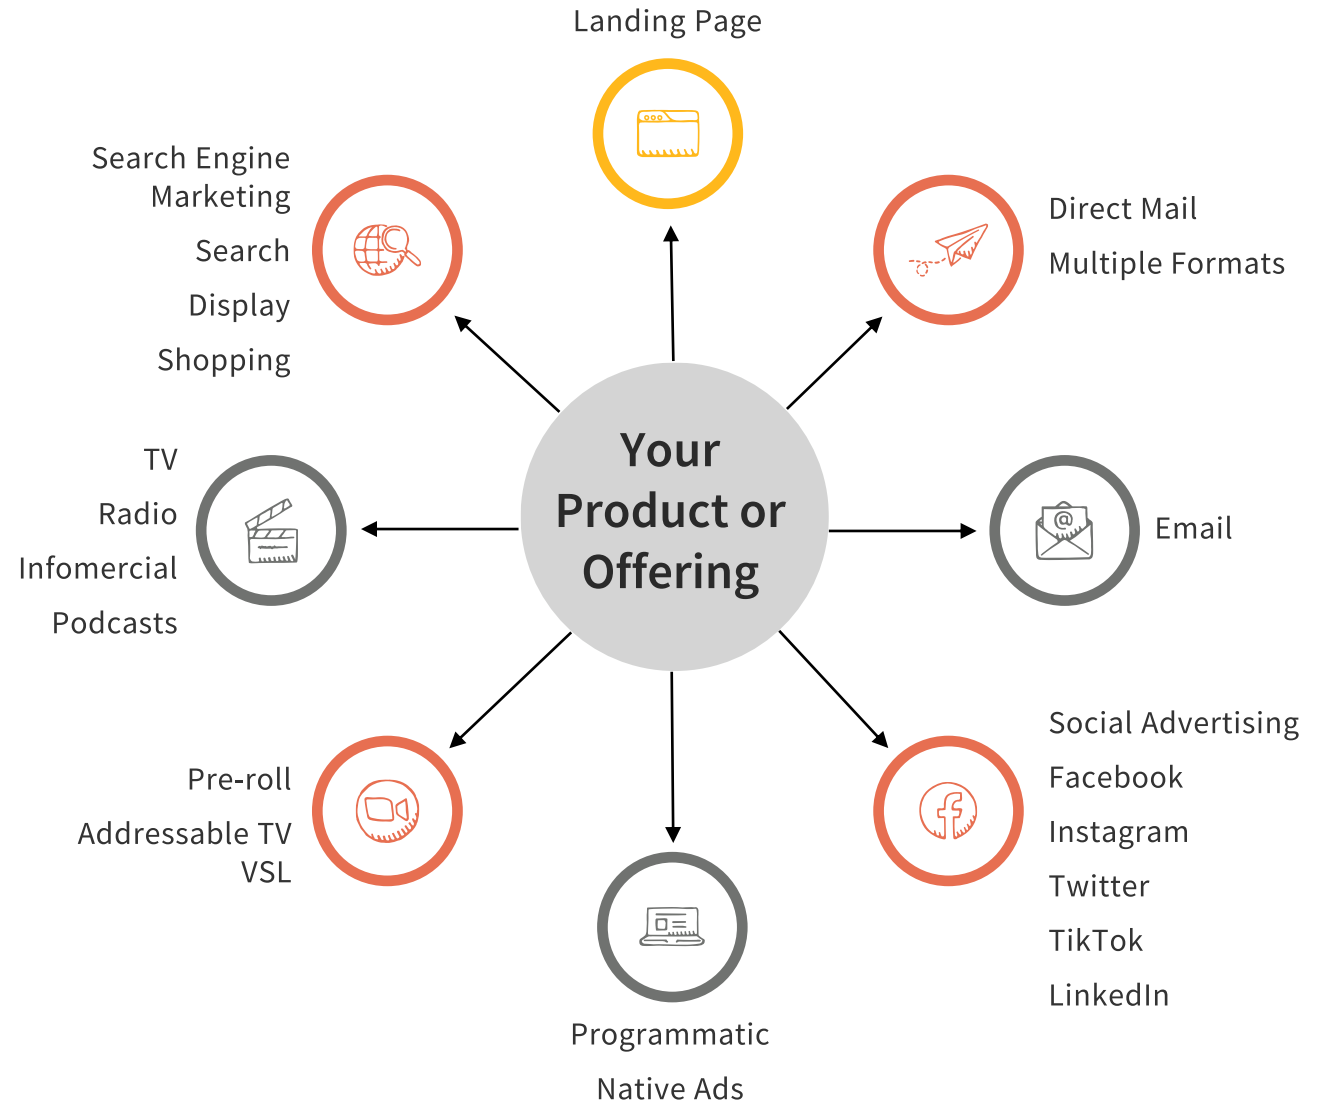 Landing Page
Search Engine
Marketing
Search
Display
Shopping
Direct Mail
Multiple Formats
TV
Radio
Infomercial
Podcasts
Your
Product or
Offering
@
Email
Pre-roll
Addressable TV
VSL
Social Advertising
Facebook
Instagram
Twitter
TikTok
LinkedIn
Programmatic
Native Ads